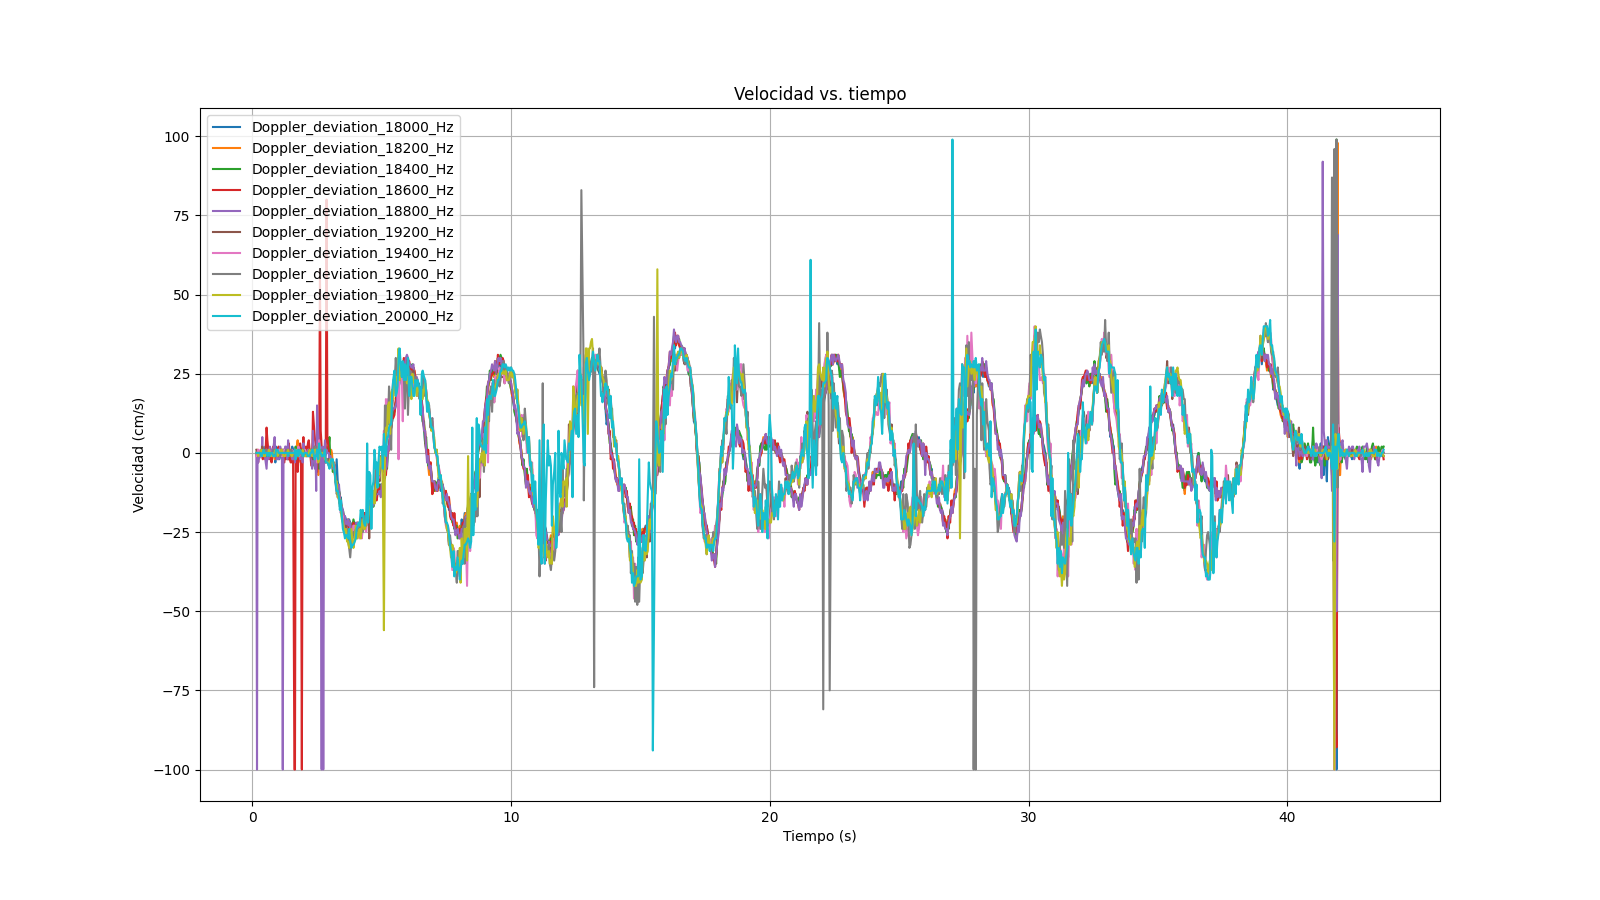 Velocidad vs. tiempo
Doppler_deviation_18000_Hz
Doppler_deviation_18200_Hz
Doppler_deviation_18400_Hz
Doppler_deviation_18600_Hz
Doppler_deviation_18800_Hz
Doppler_deviation_19200_Hz
Doppler_deviation_19400_Hz
Doppler_deviation_19600_Hz
Doppler_deviation_19800_Hz
Doppler_deviation_20000_Hz
Velocidad (cm/s)
100
75
50
25
0
−25
−50
−75
−100
0 10 20 30 40
Tiempo (s)